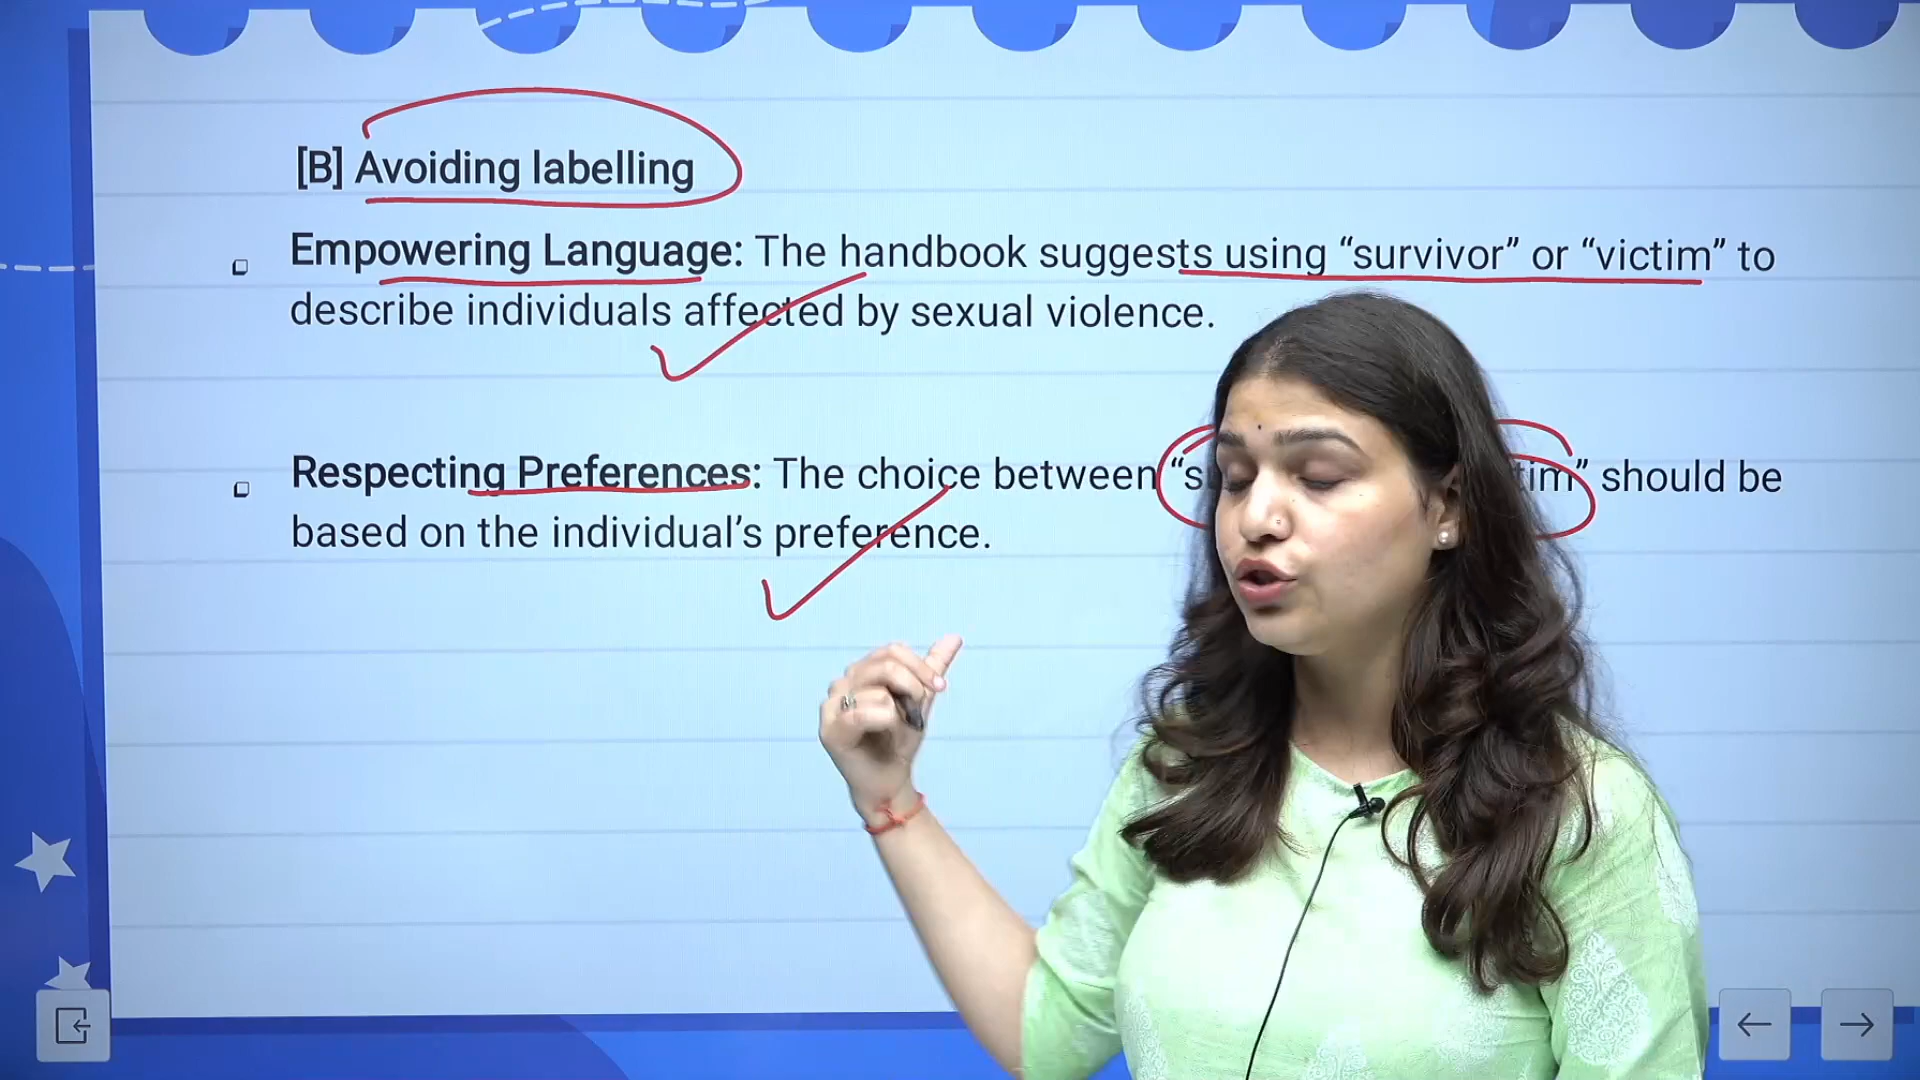 [B] Avoiding labelling
Empowering Language: The handbook suggests using “survivor” or “victim” to
describe individuals affected by sexual violence.
Respecting Preferences: The choice between should be
based on the individual’s preference.